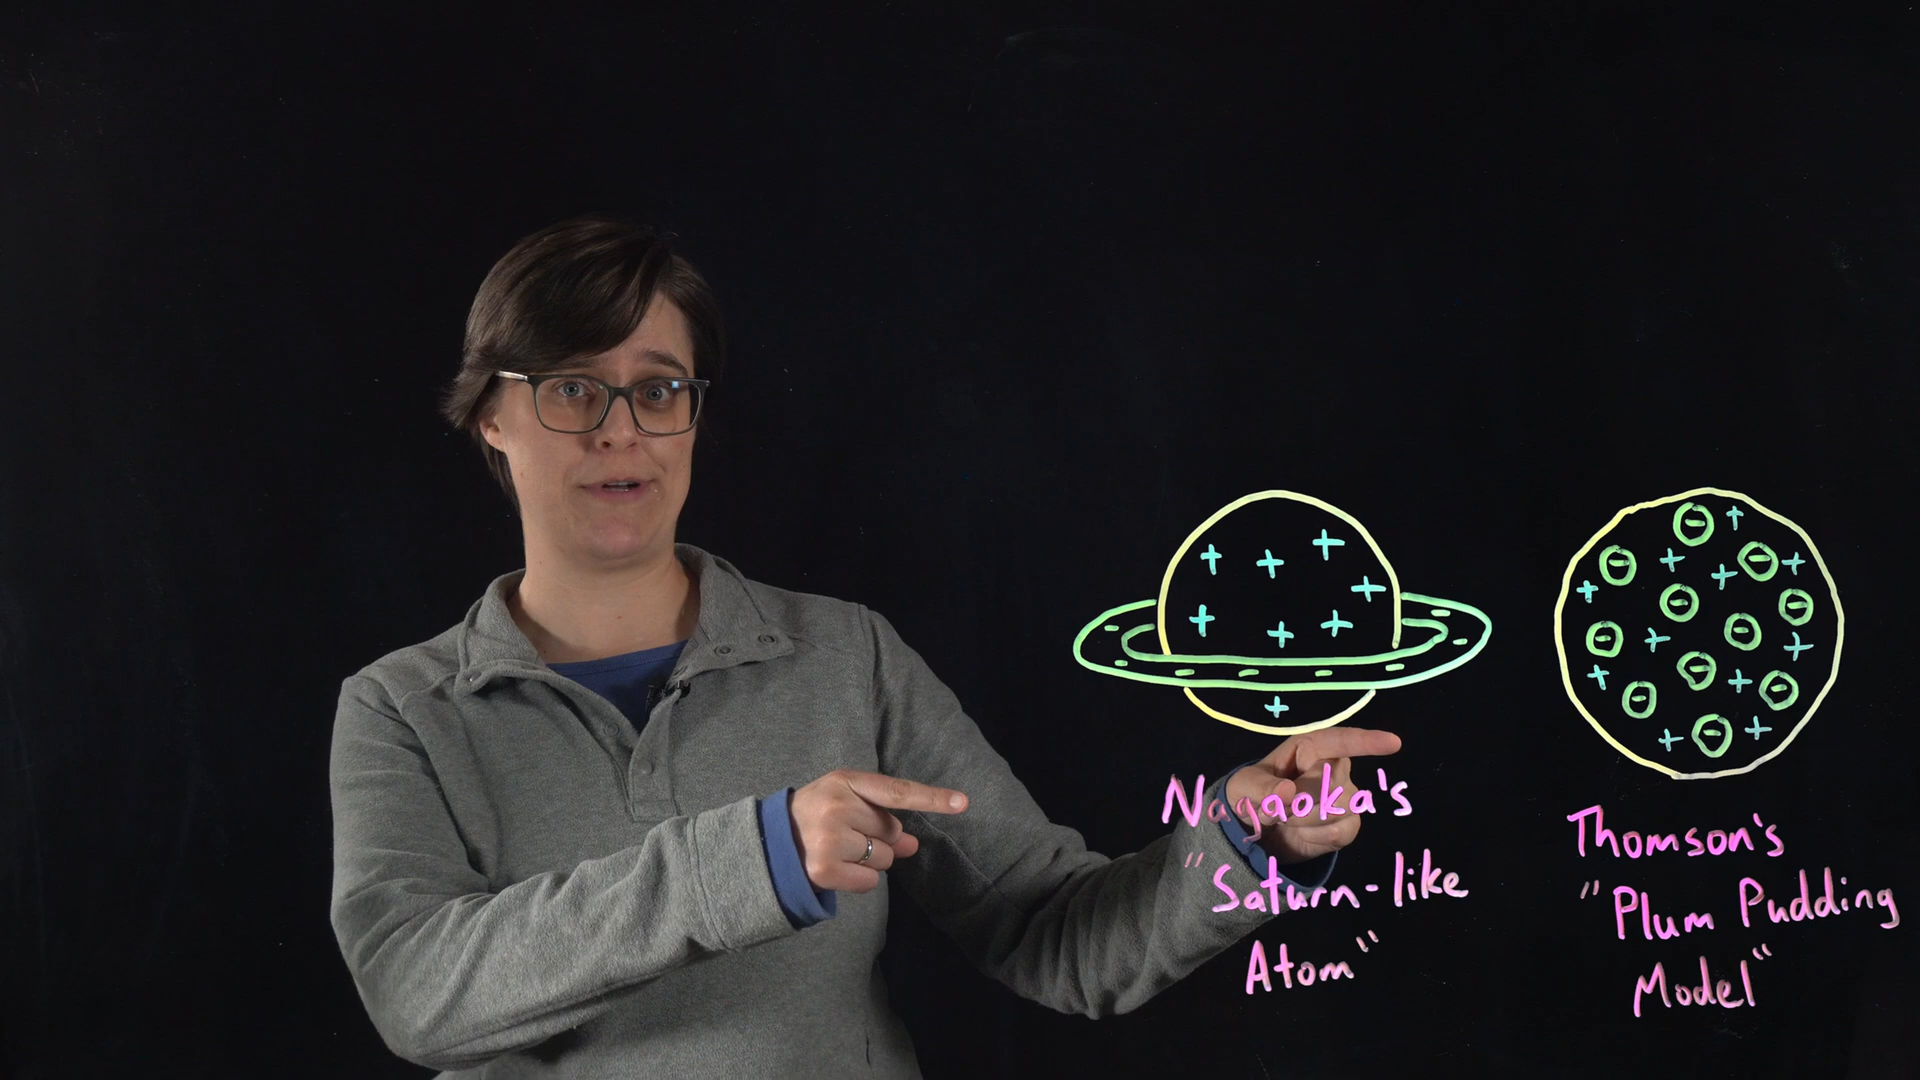 Nagaoka's
"Saturn-like
Atom"
Thomson's
"Plum Pudding
Model"